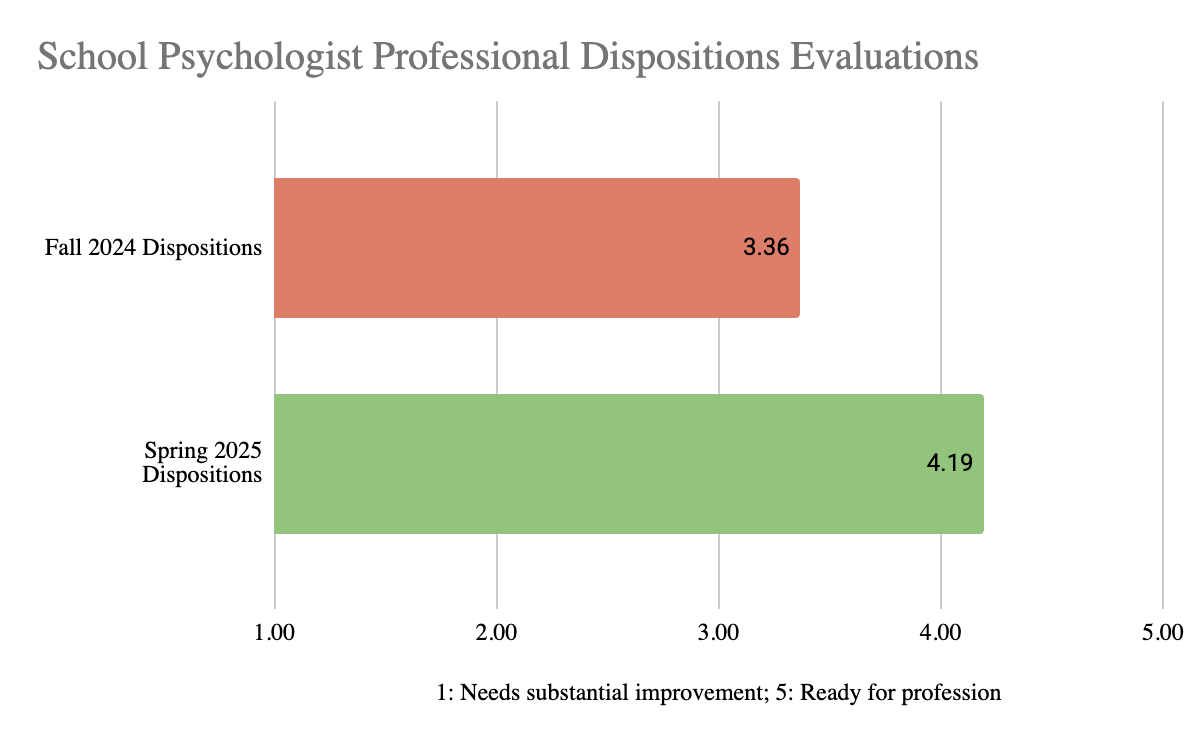 School Psychologist Professional Dispositions Evaluations
Fall 2024 Dispositions
3.36
Spring 2025
Dispositions
4.19
1.00
2.00
3.00
4.00
5.00
1: Needs substantial improvement; 5: Ready for profession